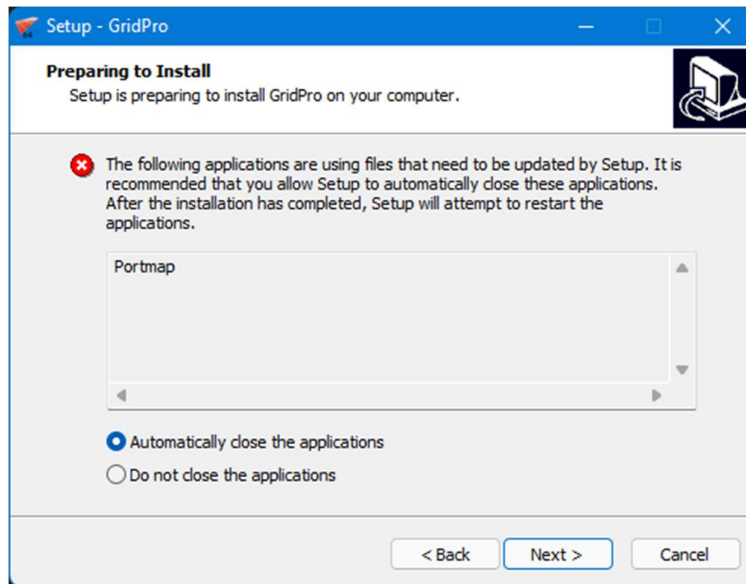 Setup - GridPro
Preparing to Install
Setup is preparing to install GridPro on your computer.
The following applications are using files that need to be updated by Setup. It is
recommended that you allow Setup to automatically close these applications.
After the installation has completed, Setup will attempt to restart the
applications.
Portmap
Automatically close the applications
Do not close the applications
< Back
Next >
Cancel